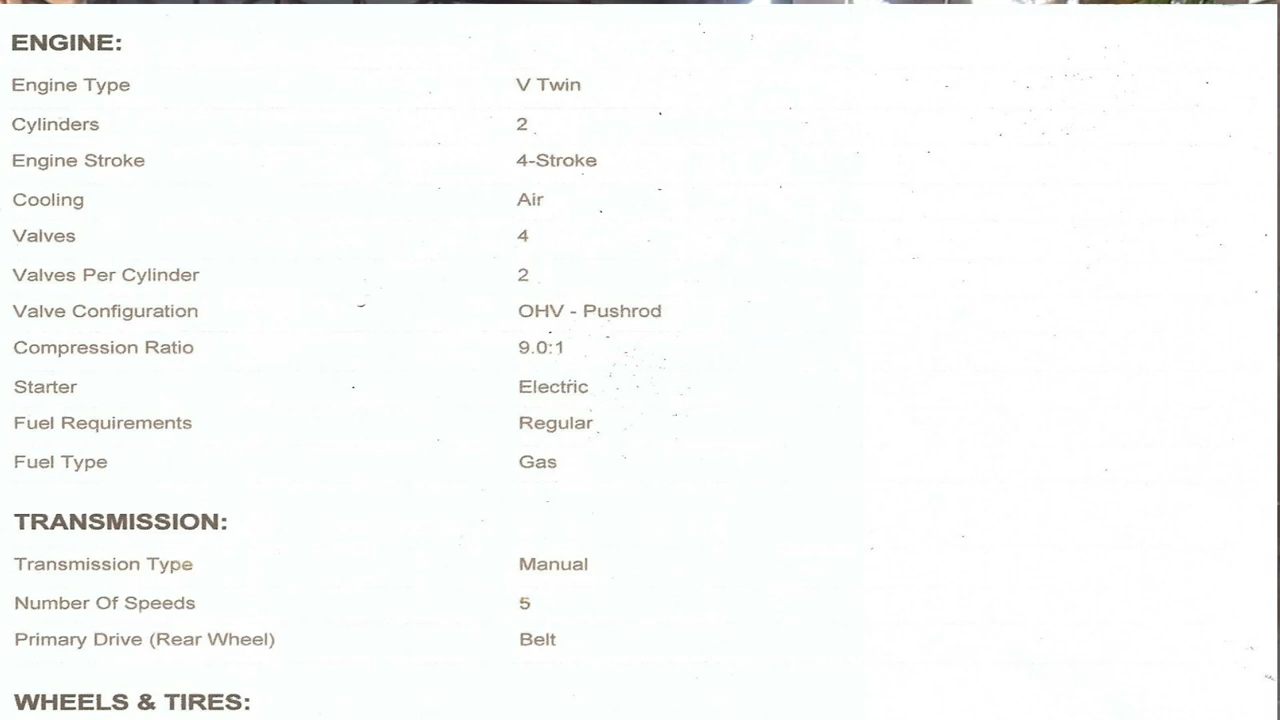 ENGINE:
Engine Type V Twin
Cylinders 2
Engine Stroke 4-Stroke
Cooling Air
Valves 4
Valves Per Cylinder 2
Valve Configuration OHV - Pushrod
Compression Ratio 9.0:1
Starter Electric
Fuel Requirements Regular
Fuel Type Gas
TRANSMISSION:
Transmission Type Manual
Number Of Speeds 5
Primary Drive (Rear Wheel) Belt
WHEELS & TIRES: